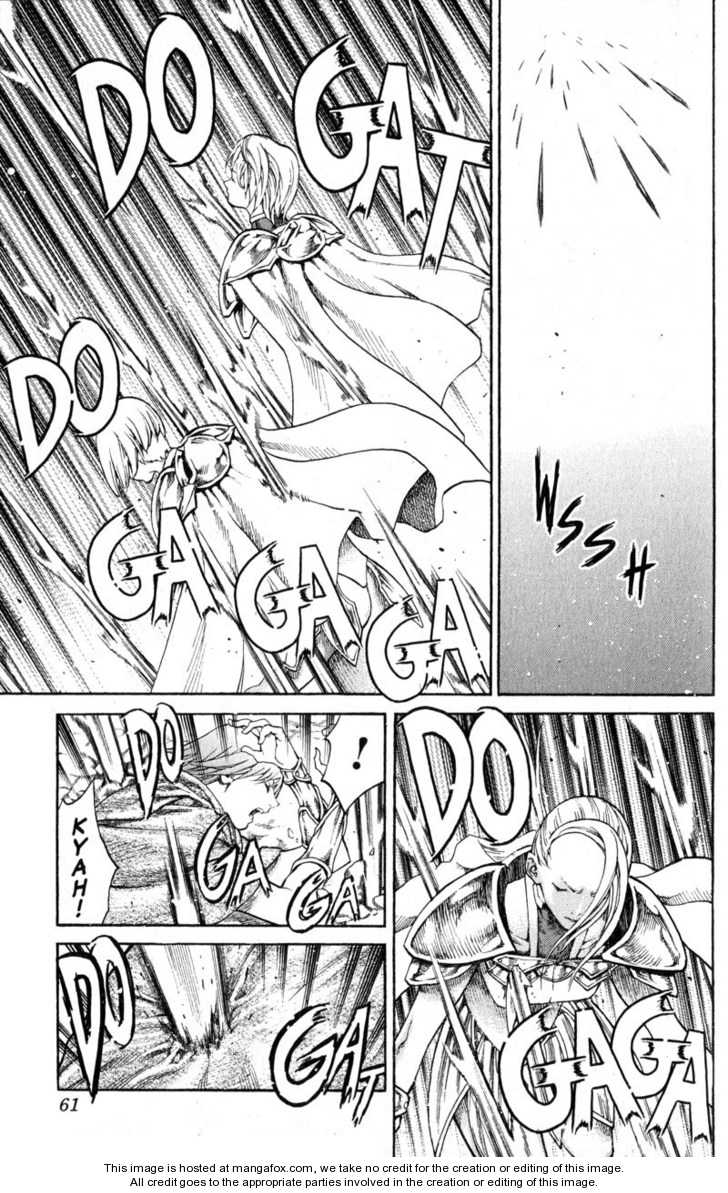 WSSH
DO
GAT
DO
GA
GA
GA
DO
GAGA
!
DO
GA
GA
KYAH!
DO
GAT
61
This image is hosted at mangafox.com, we take no credit for the creation or editing of this image.
All credit goes to the appropriate parties involved in the creation or editing of this image.